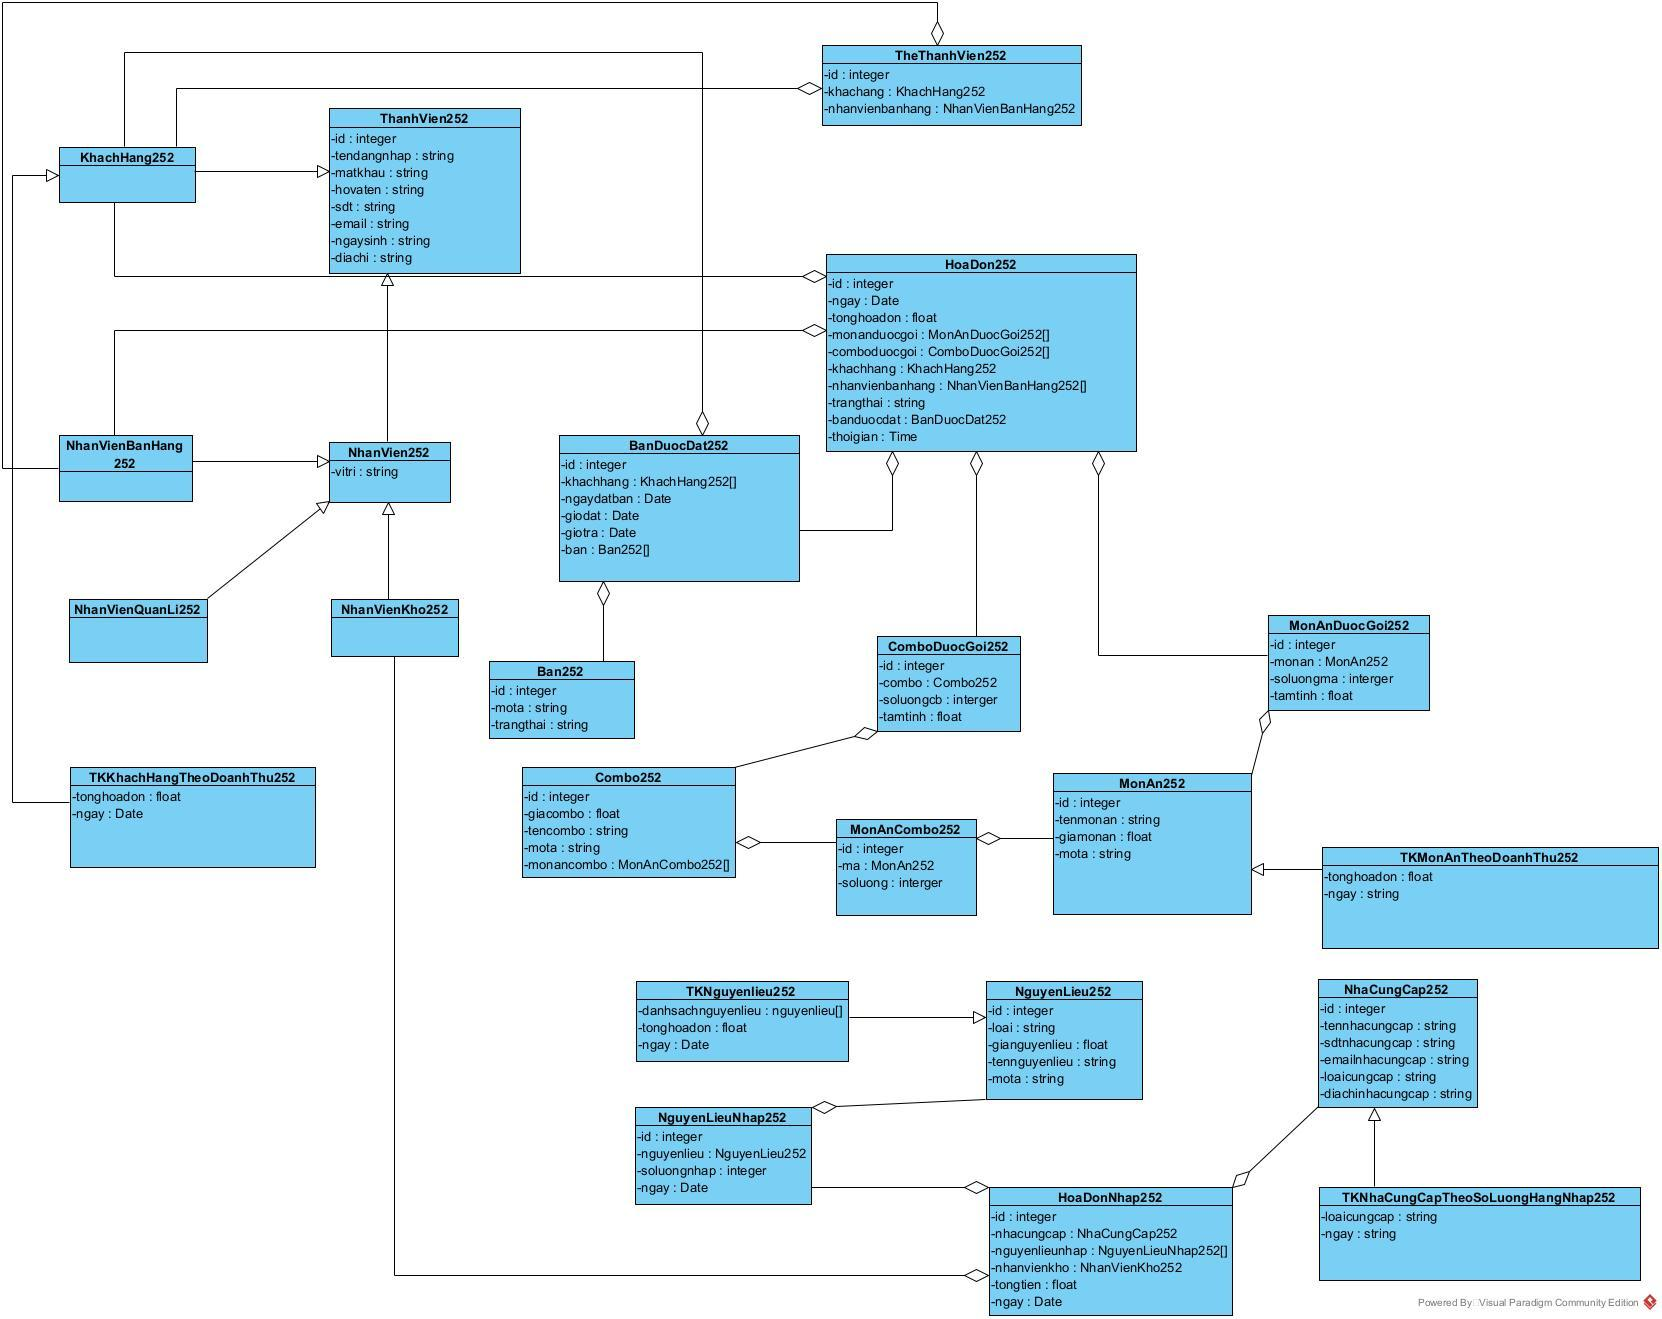 TheThanhVien252
-id : integer
-khachang : KhachHang252
-nhanvienbanhang : NhanVienBanHang252
ThanhVien252
-id : integer
-tendangnhap : string
-matkhau : string
-hovaten : string
-sdt : string
-email : string
-ngaysinh : string
-diachi : string
KhachHang252
HoaDon252
-id : integer
-ngay : Date
-tonghoadon : float
-monanduocgoi : MonAnDuocGoi252[]
-comboduocgoi : ComboDuocGoi252[]
-khachhang : KhachHang252
-nhanvienbanhang : NhanVienBanHang252[]
-trangthai : string
-banduocdat : BanDuocDat252
-thoigian : Time
NhanVienBanHang
252
NhanVien252
-vitri : string
BanDuocDat252
-id : integer
-khachhang : KhachHang252[]
-ngaydatban : Date
-giodat : Date
-giotra : Date
-ban : Ban252[]
NhanVienQuanLi252
NhanVienKho252
Ban252
-id : integer
-mota : string
-trangthai : string
ComboDuocGoi252
-id : integer
-combo : Combo252
-soluongcb : interger
-tamtinh : float
MonAnDuocGoi252
-id : integer
-monan : MonAn252
-soluongma : interger
-tamtinh : float
TKKhachHangTheoDoanhThu252
-tonghoadon : float
-ngay : Date
Combo252
-id : integer
-giacombo : float
-tencombo : string
-mota : string
-monancombo : MonAnCombo252[]
MonAnCombo252
-id : integer
-ma : MonAn252
-soluong : interger
MonAn252
-id : integer
-tenmonan : string
-giamonan : float
-mota : string
TKMonAnTheoDoanhThu252
-tonghoadon : float
-ngay : string
TKNguyenlieu252
-danhsachnguyenlieu : nguyenlieu[]
-tonghoadon : float
-ngay : Date
NguyenLieu252
-id : integer
-loai : string
-gianguyenlieu : float
-tennguyenlieu : string
-mota : string
NhaCungCap252
-id : integer
-tennhacungcap : string
-sdtnhacungcap : string
-emailnhacungcap : string
-loaicungcap : string
-diachinhacungcap : string
NguyenLieuNhap252
-id : integer
-nguyenlieu : NguyenLieu252
-soluongnhap : integer
-ngay : Date
HoaDonNhap252
-id : integer
-nhacungcap : NhaCungCap252
-nguyenlieunhap : NguyenLieuNhap252[]
-nhanvienkho : NhanVienKho252
-tongtien : float
-ngay : Date
TKNhaCungCapTheoSoLuongHangNhap252
-loaicungcap : string
-ngay : string
Powered By Visual Paradigm Community Edition